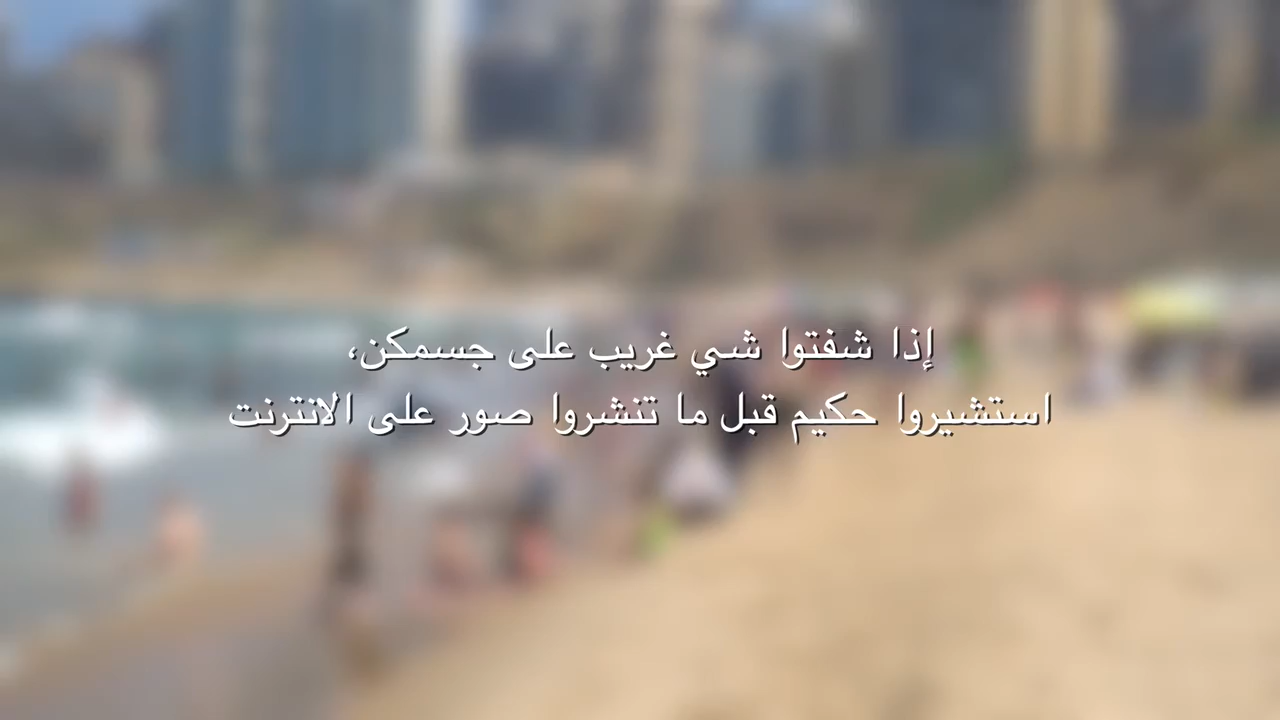 إذا شفتوا شي غريب على جسمكن،
استشيروا حكيم قبل ما تنشروا صور على الانترنت